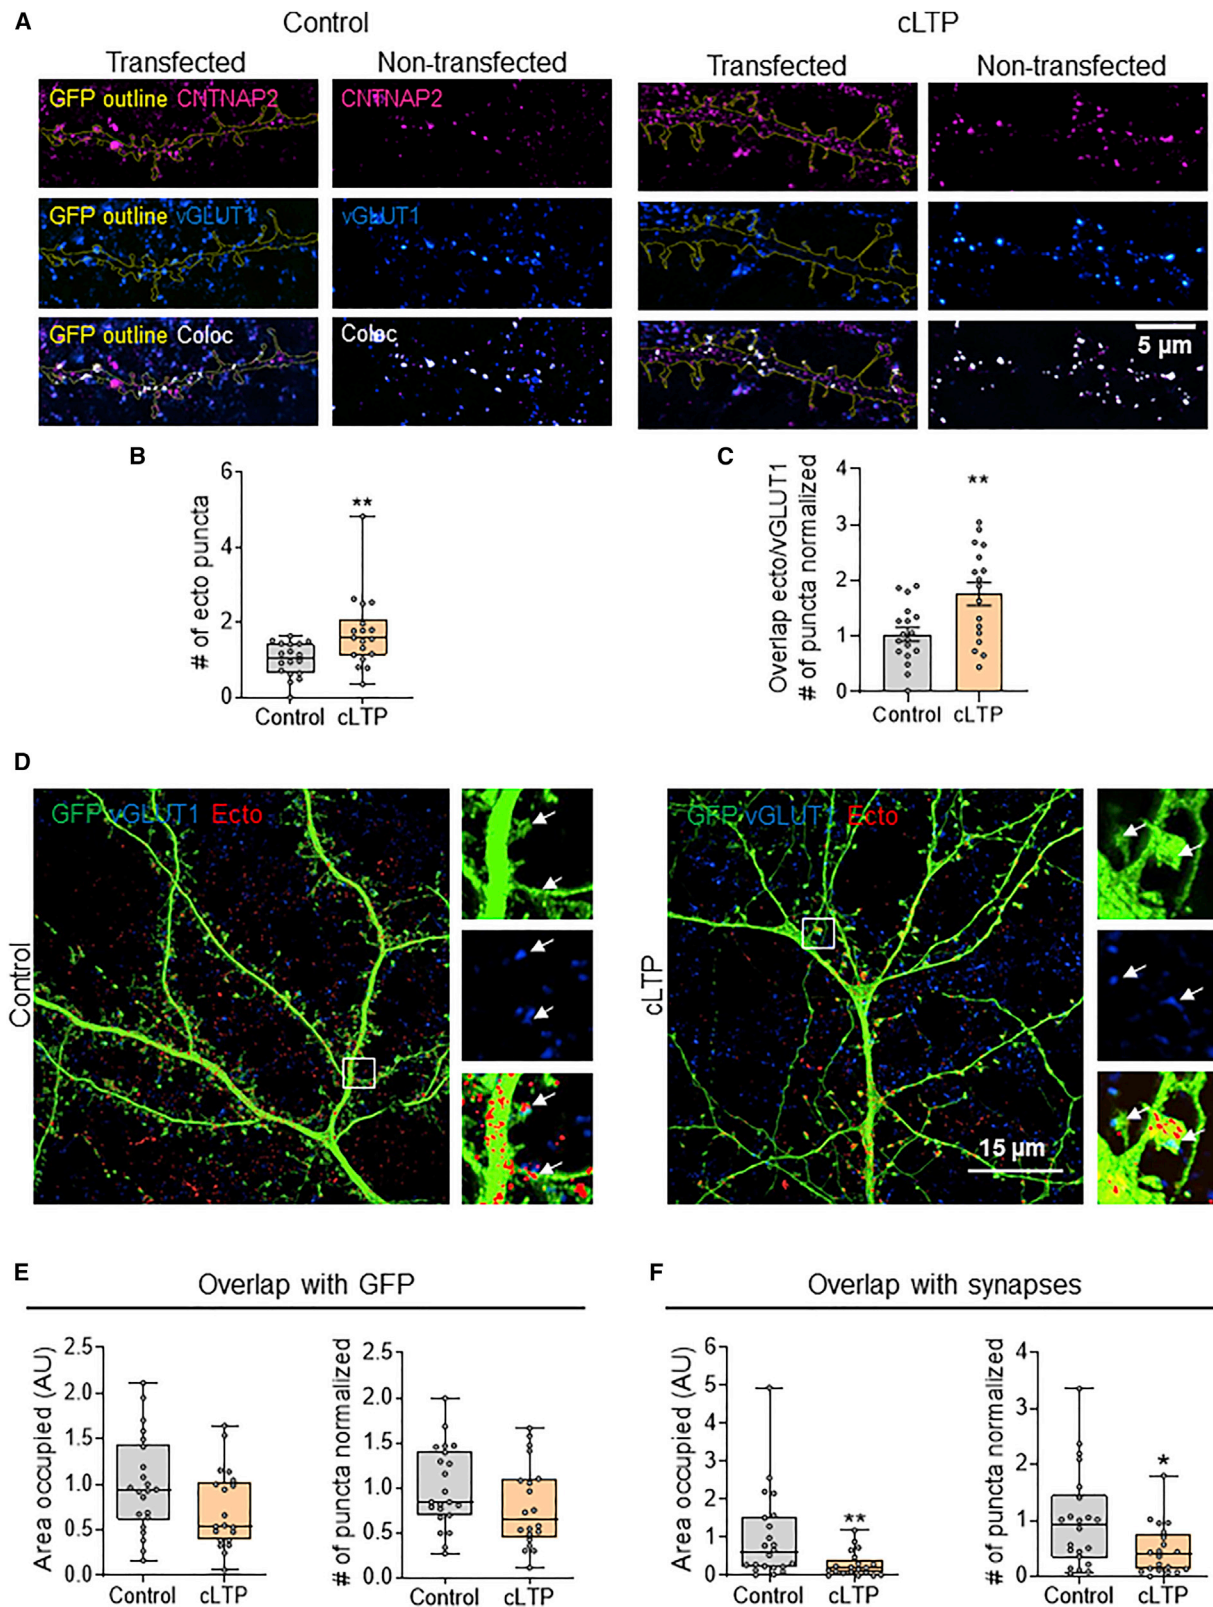 A
Control
cLTP
Transfected
Non-transfected
Transfected
Non-transfected
GFP outline CNTNAP2
CNTNAP2
GFP outline vGLUT1
vGLUT1
GFP outline Coloc
Coloc
5 µm
B
# of ecto puncta
6
4
2
0
**
Control cLTP
C
Overlap ecto/vGLUT1
# of puncta normalized
4
3
2
1
0
**
Control cLTP
D
Control
GFP vGLUT1 Ecto
cLTP
GFP vGLUT1 Ecto
15 µm
E
Overlap with GFP
Area occupied (AU)
2.5
2.0
1.5
1.0
0.5
0.0
Control cLTP
# of puncta normalized
2.5
2.0
1.5
1.0
0.5
0.0
Control cLTP
F
Overlap with synapses
Area occupied (AU)
6
5
4
3
2
1
0
**
Control cLTP
# of puncta normalized
4
3
2
1
0
*
Control cLTP